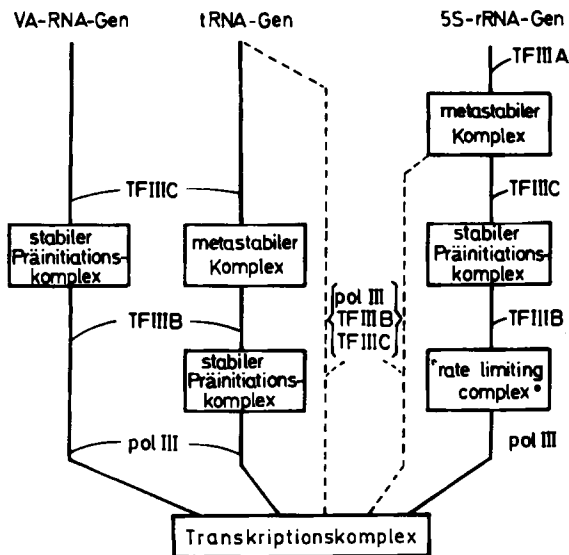 VA-RNA-Gen
tRNA-Gen
5S-rRNA-Gen
TFIIIA
metastabiler
Komplex
TFIIIC
TFIIIC
stabiler
Präinitiations-
komplex
metastabiler
Komplex
stabiler
Präinitiations-
komplex
pol III
TFIIIB
TFIIIC
TFIIIB
TFIIIB
stabiler
Präinitiations-
komplex
"rate limiting
complex"
pol III
pol III
Transkriptionskomplex